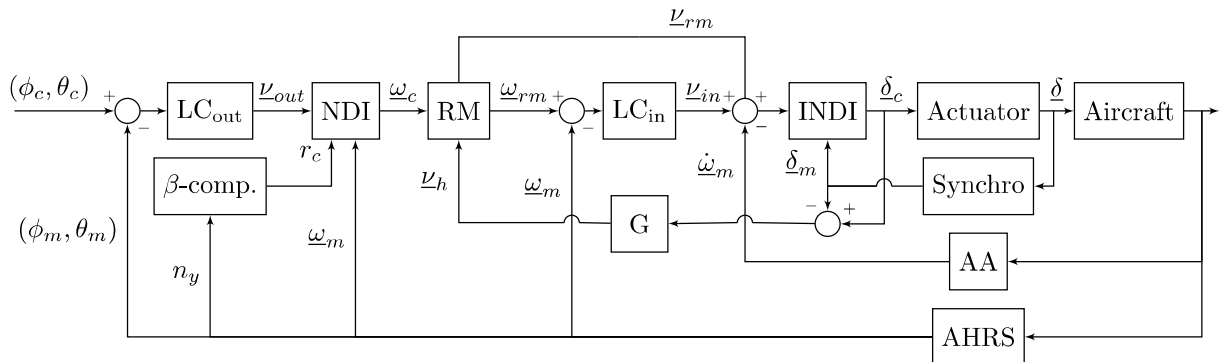 ν_rm
(ϕ_c, θ_c)
+
−
LC_out
ν_out
NDI
ω_c
RM
ω_rm
+
−
LC_in
ν_in
+
+
−
INDI
δ_c
Actuator
δ
Aircraft
r_c
β-comp.
ν_h
ω_m
ω̇_m
δ_m
Synchro
−
+
G
(ϕ_m, θ_m)
ω_m
n_y
AA
AHRS